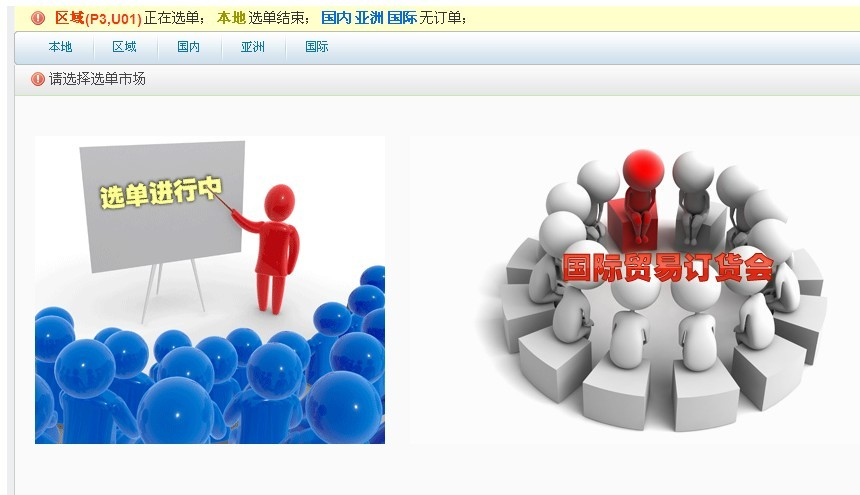 区域(P3,U01)正在选单； 本地选单结束； 国内 亚洲 国际无订单；
本地 区域 国内 亚洲 国际
请选择选单市场
选单进行中
国际贸易订货会